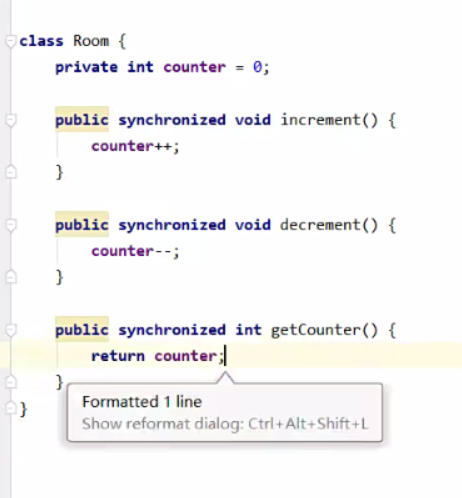 class Room {
private int counter = 0;
public synchronized void increment() {
counter++;
}
public synchronized void decrement() {
counter--;
}
public synchronized int getCounter() {
return counter;
}
}
Formatted 1 line
Show reformat dialog: Ctrl+Alt+Shift+L